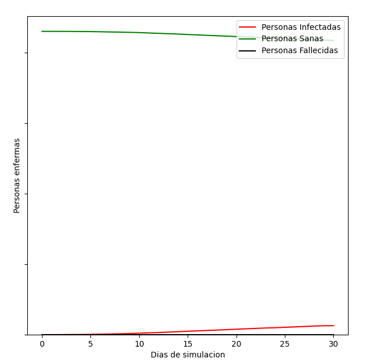 Personas Infectadas
Personas Sanas
Personas Fallecidas
Personas enfermas
0 5 10 15 20 25 30
Dias de simulacion